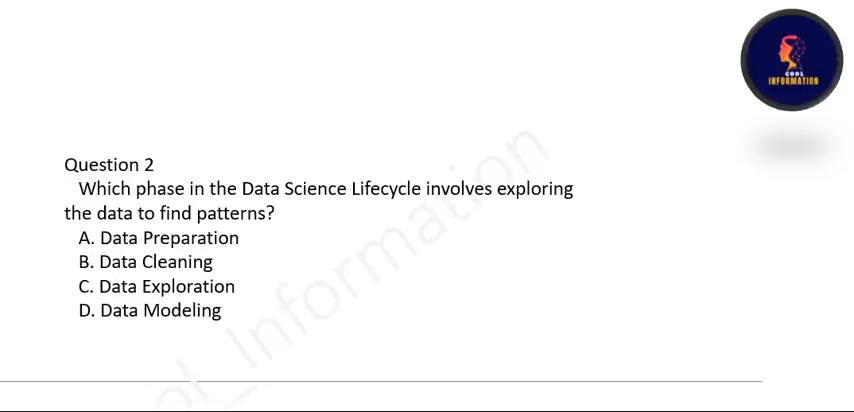 COOL
INFORMATION
Question 2
Which phase in the Data Science Lifecycle involves exploring
the data to find patterns?
A. Data Preparation
B. Data Cleaning
C. Data Exploration
D. Data Modeling
ol_Information